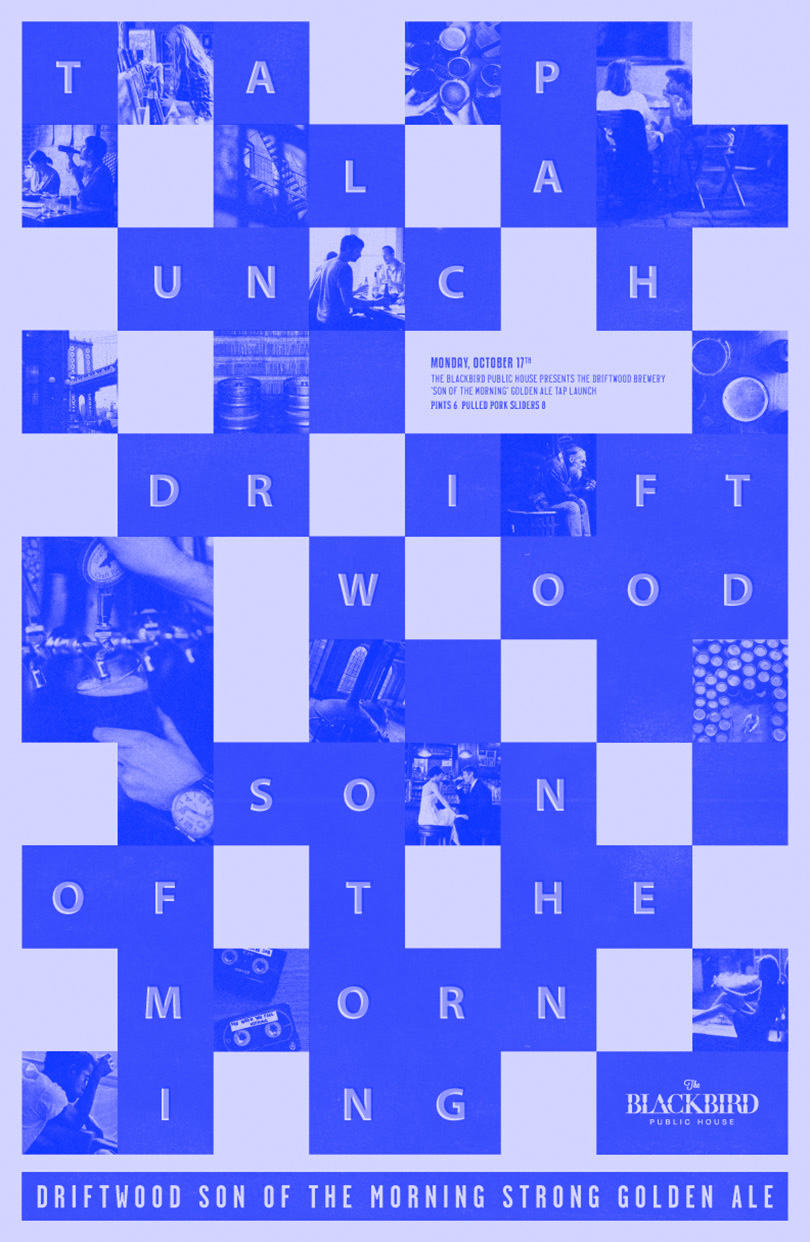 T A P
L A
U N C H
MONDAY, OCTOBER 17TH
THE BLACKBIRD PUBLIC HOUSE PRESENTS THE DRIFTWOOD BREWERY
'SON OF THE MORNING' GOLDEN ALE TAP LAUNCH
PINTS 6 PULLED PORK SLIDERS 8
D R I F T
W O O D
S O N
O F T H E
M O R N
I N G
The
BLACKBIRD
PUBLIC HOUSE
DRIFTWOOD SON OF THE MORNING STRONG GOLDEN ALE